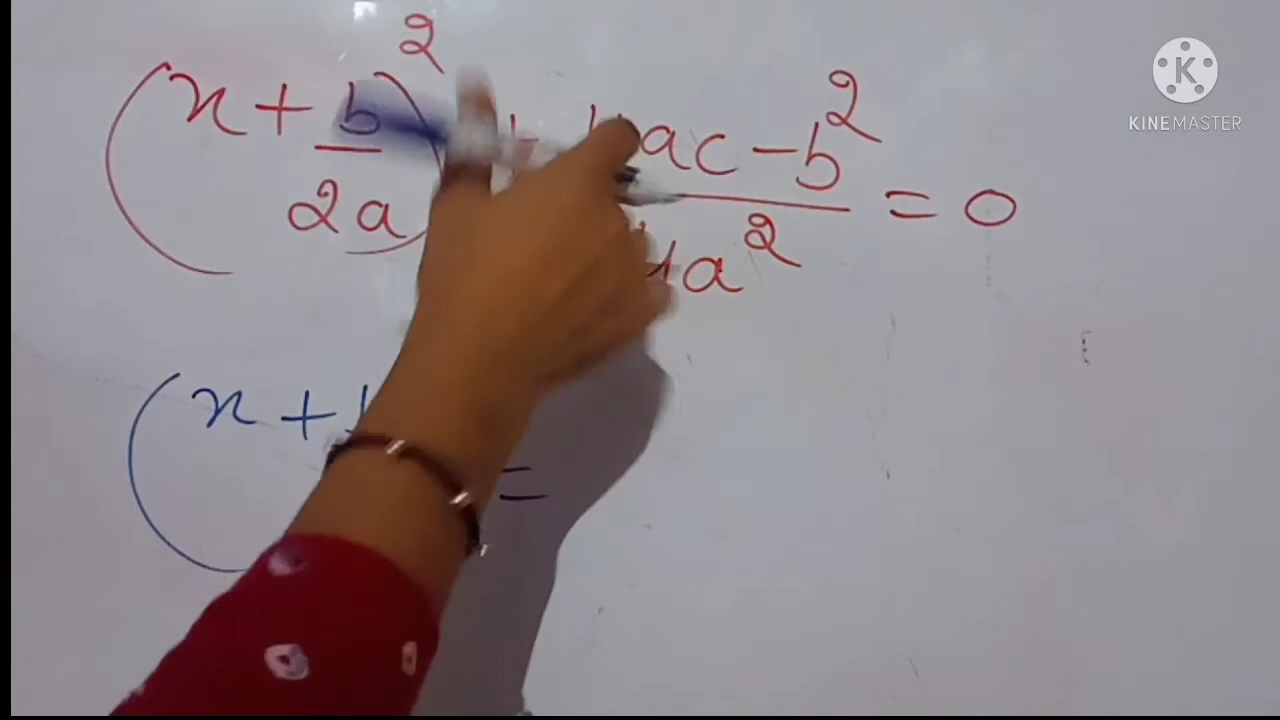 (x + b/2a)² + 4ac - b²/4a² = 0
(x + =
KINEMASTER